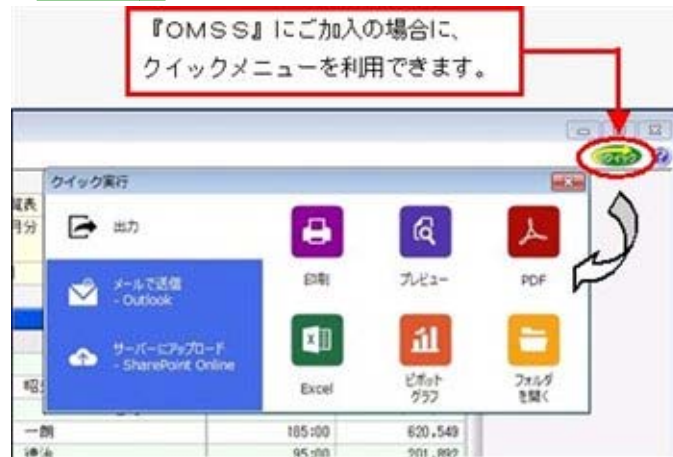 『ＯＭＳＳ』にご加入の場合に、
クイックメニューを利用できます。
クイック
クイック実行
覧表
月分
出力
メールで送信
- Outlook
サーバーにアップロード
- SharePoint Online
印刷
プレビュー
PDF
Excel
ピボット
グラフ
フォルダ
を開く
一朗
185:00
620,549
95:00
201,892